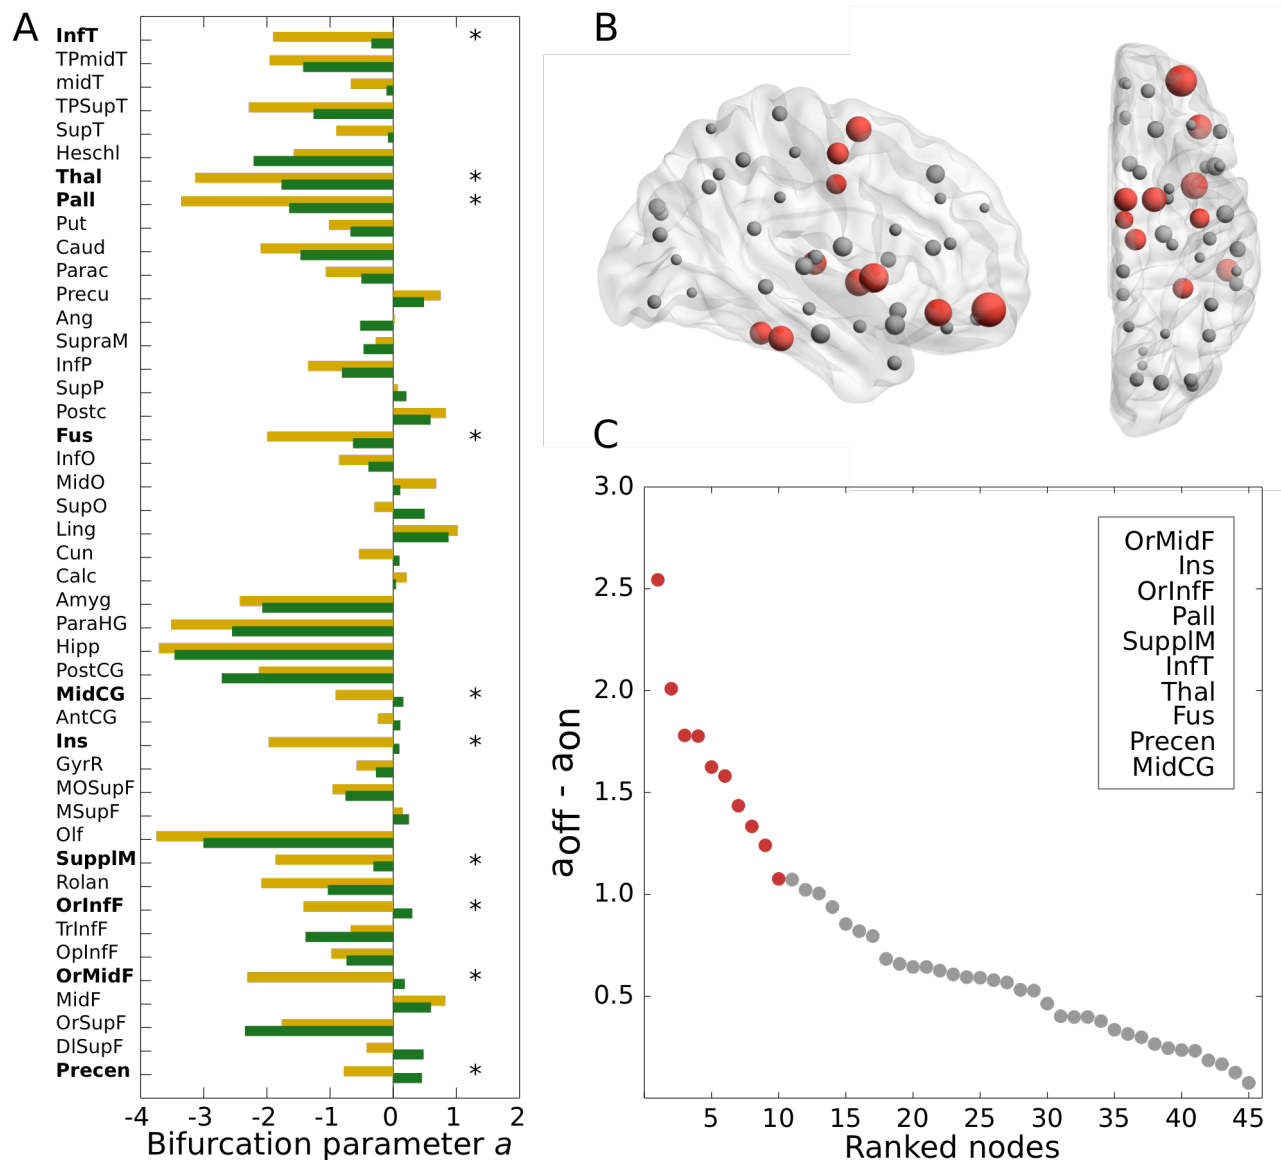 A
InfT *
TPmidT
midT
TPSupT
SupT
Heschl
Thal *
Pall *
Put
Caud
Parac
Precu
Ang
SupraM
InfP
SupP
Postc
Fus *
InfO
MidO
SupO
Ling
Cun
Calc
Amyg
ParaHG
Hipp
PostCG
MidCG *
AntCG
Ins *
GyrR
MOSupF
MSupF
Olf
SupplM *
Rolan
OrInfF *
TrInfF
OpInfF
OrMidF *
MidF
OrSupF
DlSupF
Precen *
-4 -3 -2 -1 0 1 2
Bifurcation parameter a
B
C
3.0
2.5
2.0
1.5
1.0
0.5
aoff - aon
OrMidF
Ins
OrInfF
Pall
SupplM
InfT
Thal
Fus
Precen
MidCG
5 10 15 20 25 30 35 40 45
Ranked nodes